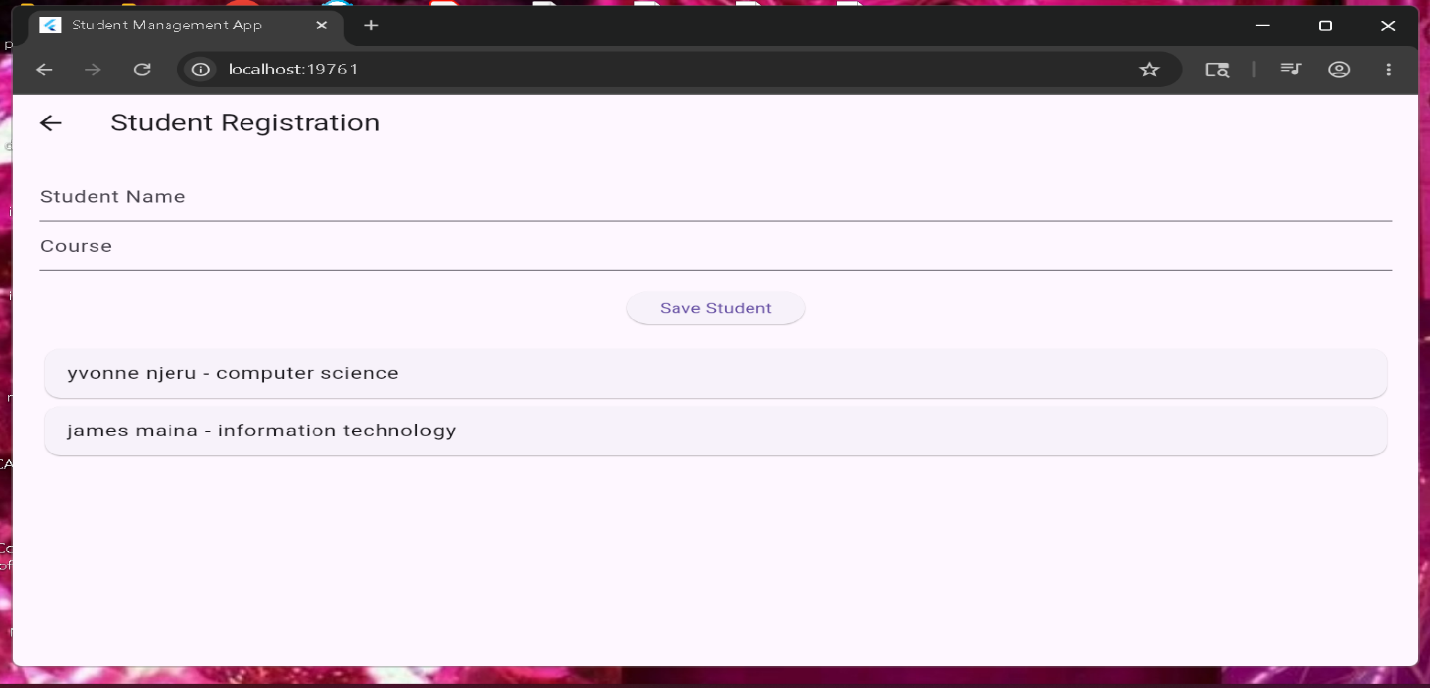 Student Management App
localhost:19761
Student Registration
Student Name
Course
Save Student
yvonne njeru - computer science
james maina - information technology